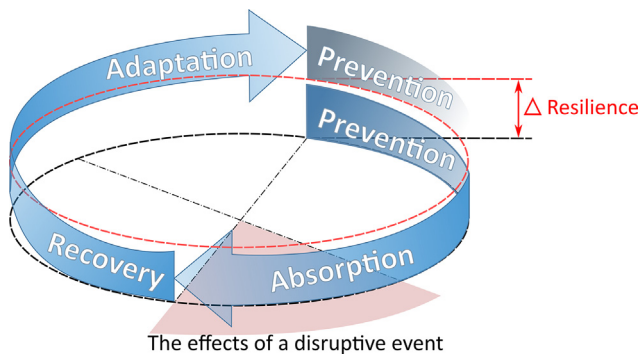 Adaptation
Prevention
Prevention
△ Resilience
Recovery
Absorption
The effects of a disruptive event